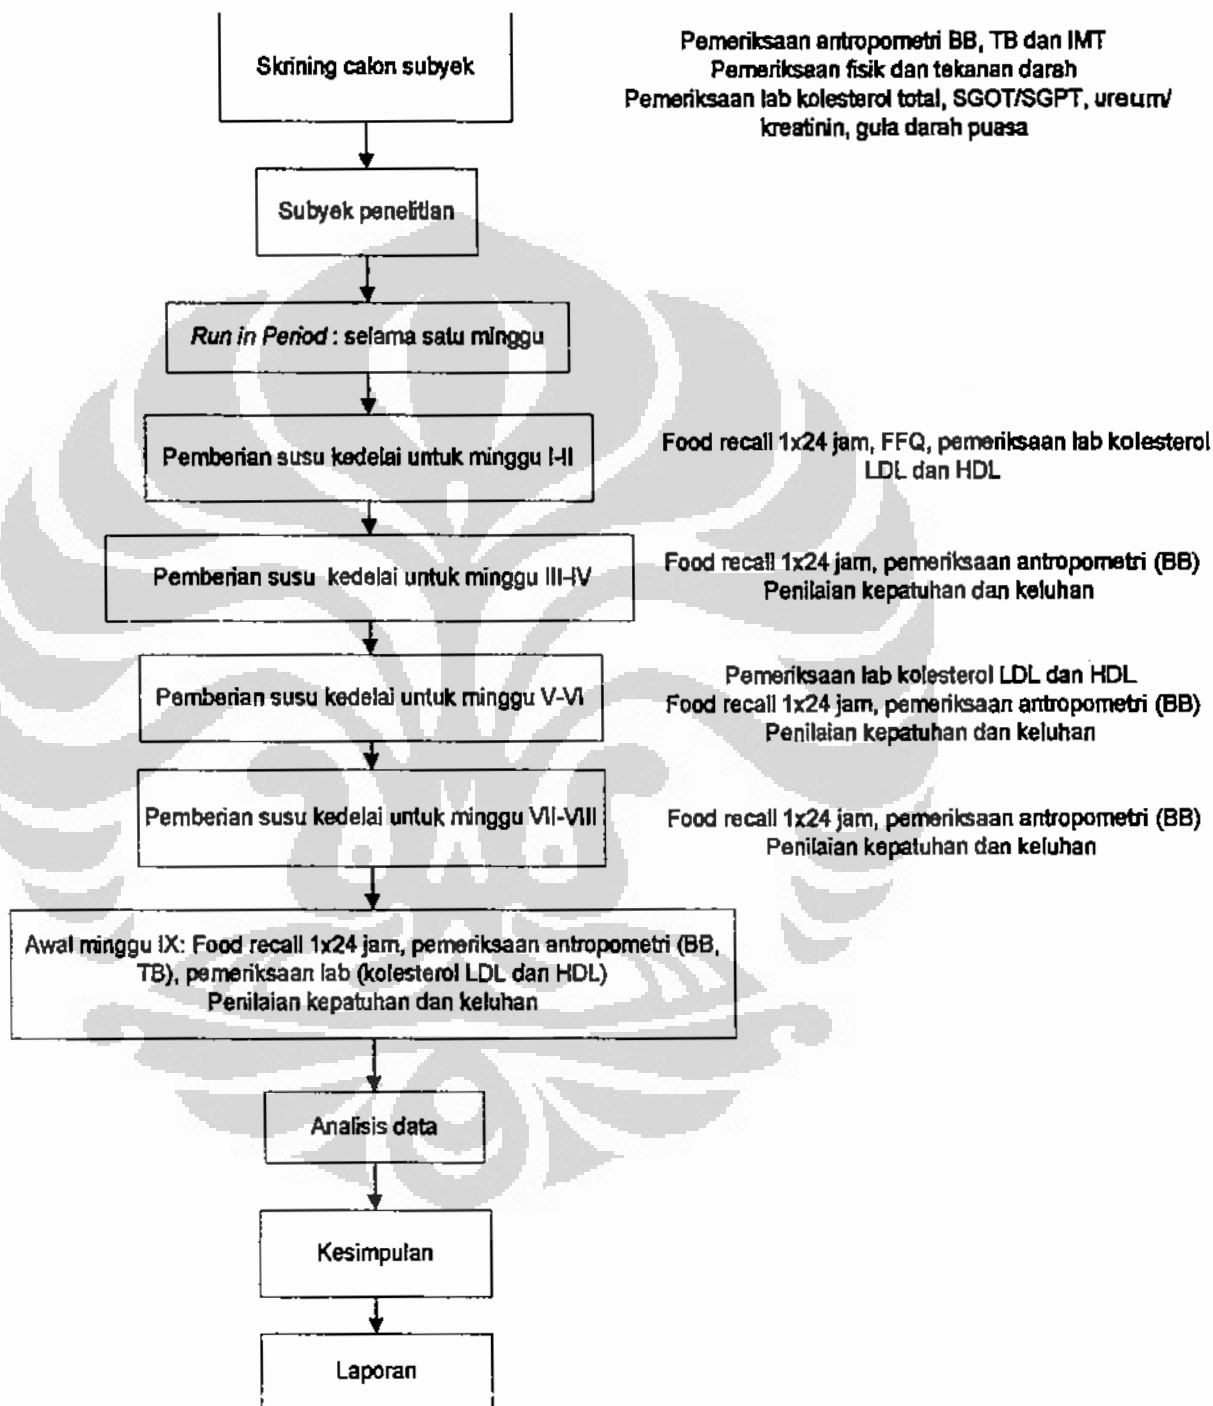 Skrining calon subyek
Pemeriksaan antropometri BB, TB dan IMT
Pemeriksaan fisik dan tekanan darah
Pemeriksaan lab kolesterol total, SGOT/SGPT, ureum/
kreatinin, gula darah puasa
Subyek penelitian
Run in Period : selama satu minggu
Pemberian susu kedelai untuk minggu I-II
Food recall 1x24 jam, FFQ, pemeriksaan lab kolesterol
LDL dan HDL
Pemberian susu kedelai untuk minggu III-IV
Food recall 1x24 jam, pemeriksaan antropometri (BB)
Penilaian kepatuhan dan keluhan
Pemberian susu kedelai untuk minggu V-VI
Pemeriksaan lab kolesterol LDL dan HDL
Food recall 1x24 jam, pemeriksaan antropometri (BB)
Penilaian kepatuhan dan keluhan
Pemberian susu kedelai untuk minggu VII-VIII
Food recall 1x24 jam, pemeriksaan antropometri (BB)
Penilaian kepatuhan dan keluhan
Awal minggu IX: Food recall 1x24 jam, pemeriksaan antropometri (BB,
TB), pemeriksaan lab (kolesterol LDL dan HDL)
Penilaian kepatuhan dan keluhan
Analisis data
Kesimpulan
Laporan